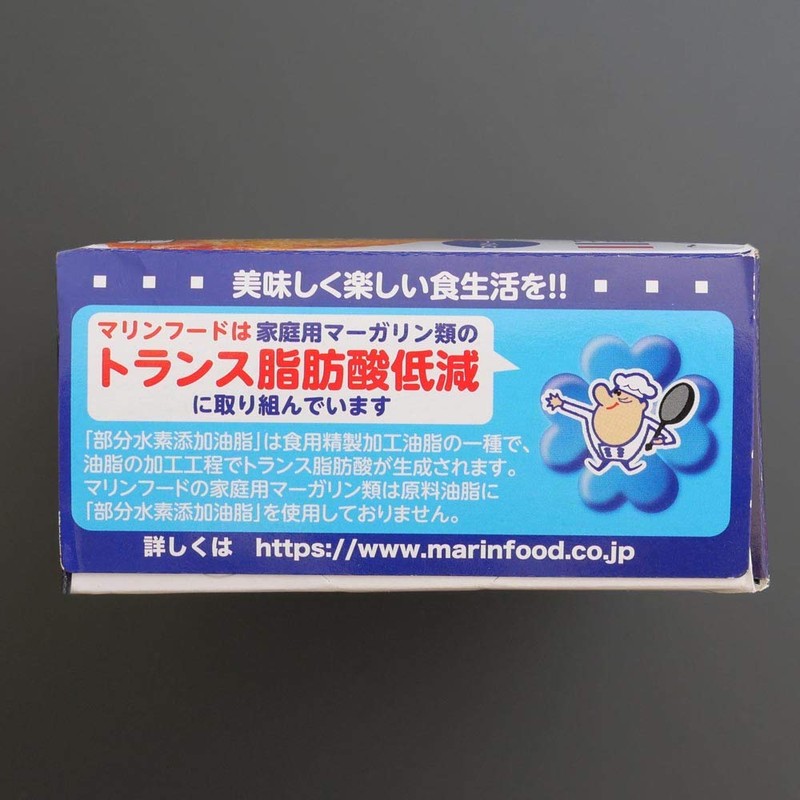 美味しく楽しい食生活を!!
マリンフードは家庭用マーガリン類の
トランス脂肪酸低減
に取り組んでいます
「部分水素添加油脂」は食用精製加工油脂の一種で、
油脂の加工工程でトランス脂肪酸が生成されます。
マリンフードの家庭用マーガリン類は原料油脂に
「部分水素添加油脂」を使用しておりません。
詳しくは https://www.marinfood.co.jp